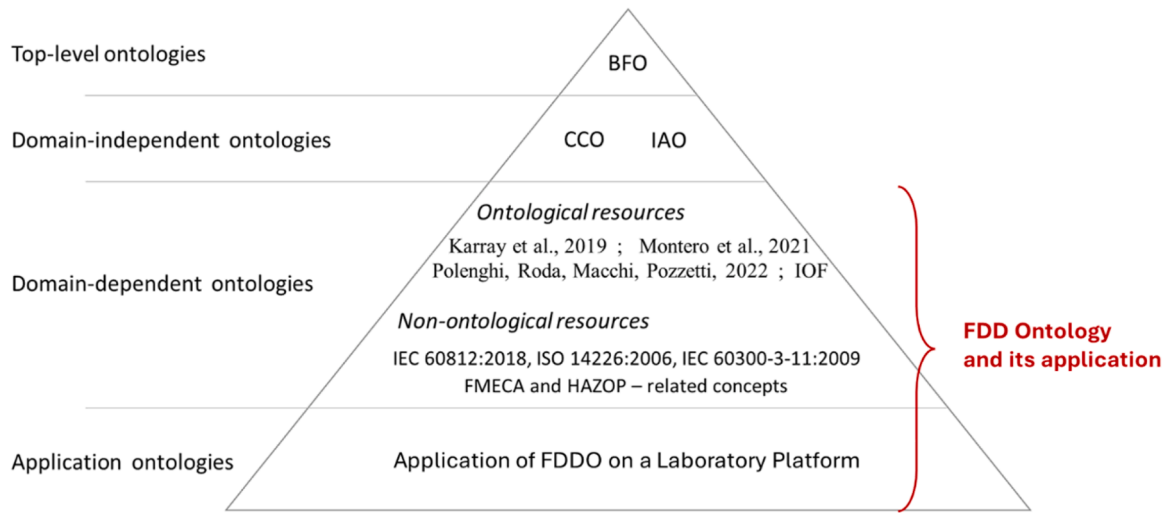 Top-level ontologies
BFO
Domain-independent ontologies
CCO IAO
Domain-dependent ontologies
Ontological resources
Karray et al., 2019 ; Montero et al., 2021
Polenghi, Roda, Macchi, Pozzetti, 2022 ; IOF
Non-ontological resources
IEC 60812:2018, ISO 14226:2006, IEC 60300-3-11:2009
FMECA and HAZOP – related concepts
FDD Ontology
and its application
Application ontologies
Application of FDDO on a Laboratory Platform